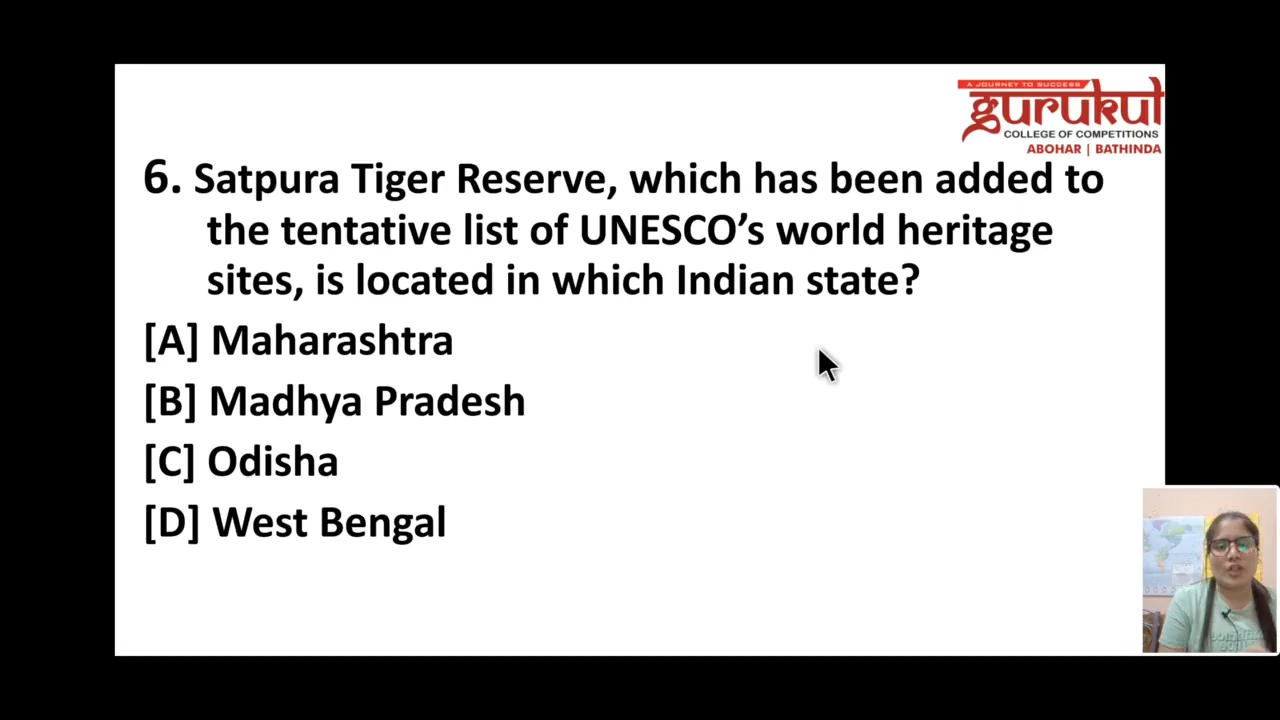 A JOURNEY TO SUCCESS
gurukul
COLLEGE OF COMPETITIONS
ABOHAR | BATHINDA
6. Satpura Tiger Reserve, which has been added to
the tentative list of UNESCO’s world heritage
sites, is located in which Indian state?
[A] Maharashtra
[B] Madhya Pradesh
[C] Odisha
[D] West Bengal